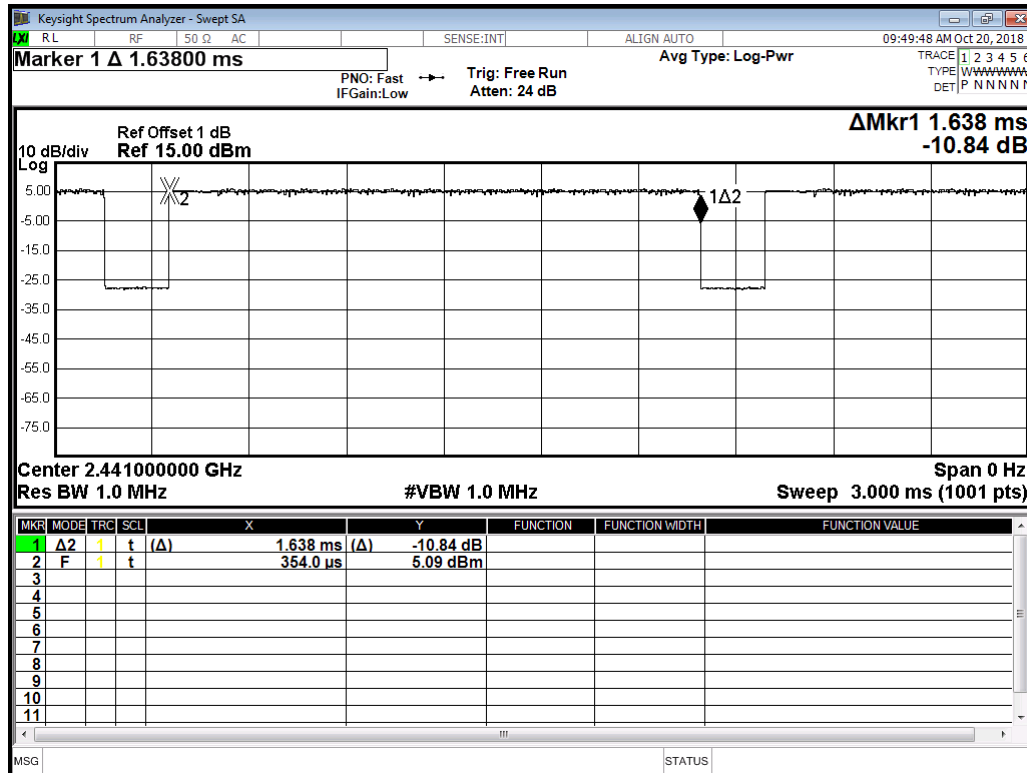 Keysight Spectrum Analyzer - Swept SA
LXI RL RF 50 Ω AC SENSE:INT ALIGN AUTO 09:49:48 AM Oct 20, 2018
Marker 1 Δ 1.63800 ms
PNO: Fast
IFGain:Low
Trig: Free Run
Atten: 24 dB
Avg Type: Log-Pwr
TRACE 1 2 3 4 5 6
TYPE WWWWWW
DET P N N N N N
ΔMkr1 1.638 ms
-10.84 dB
Ref Offset 1 dB
10 dB/div Ref 15.00 dBm
Log
5.00
-5.00
-15.0
-25.0
-35.0
-45.0
-55.0
-65.0
-75.0
2
1Δ2
Center 2.441000000 GHz Span 0 Hz
Res BW 1.0 MHz #VBW 1.0 MHz Sweep 3.000 ms (1001 pts)
MKR MODE TRC SCL X Y FUNCTION FUNCTION WIDTH FUNCTION VALUE
1 Δ2 1 t (Δ) 1.638 ms (Δ) -10.84 dB
2 F 1 t 354.0 µs 5.09 dBm
3
4
5
6
7
8
9
10
11
MSG STATUS